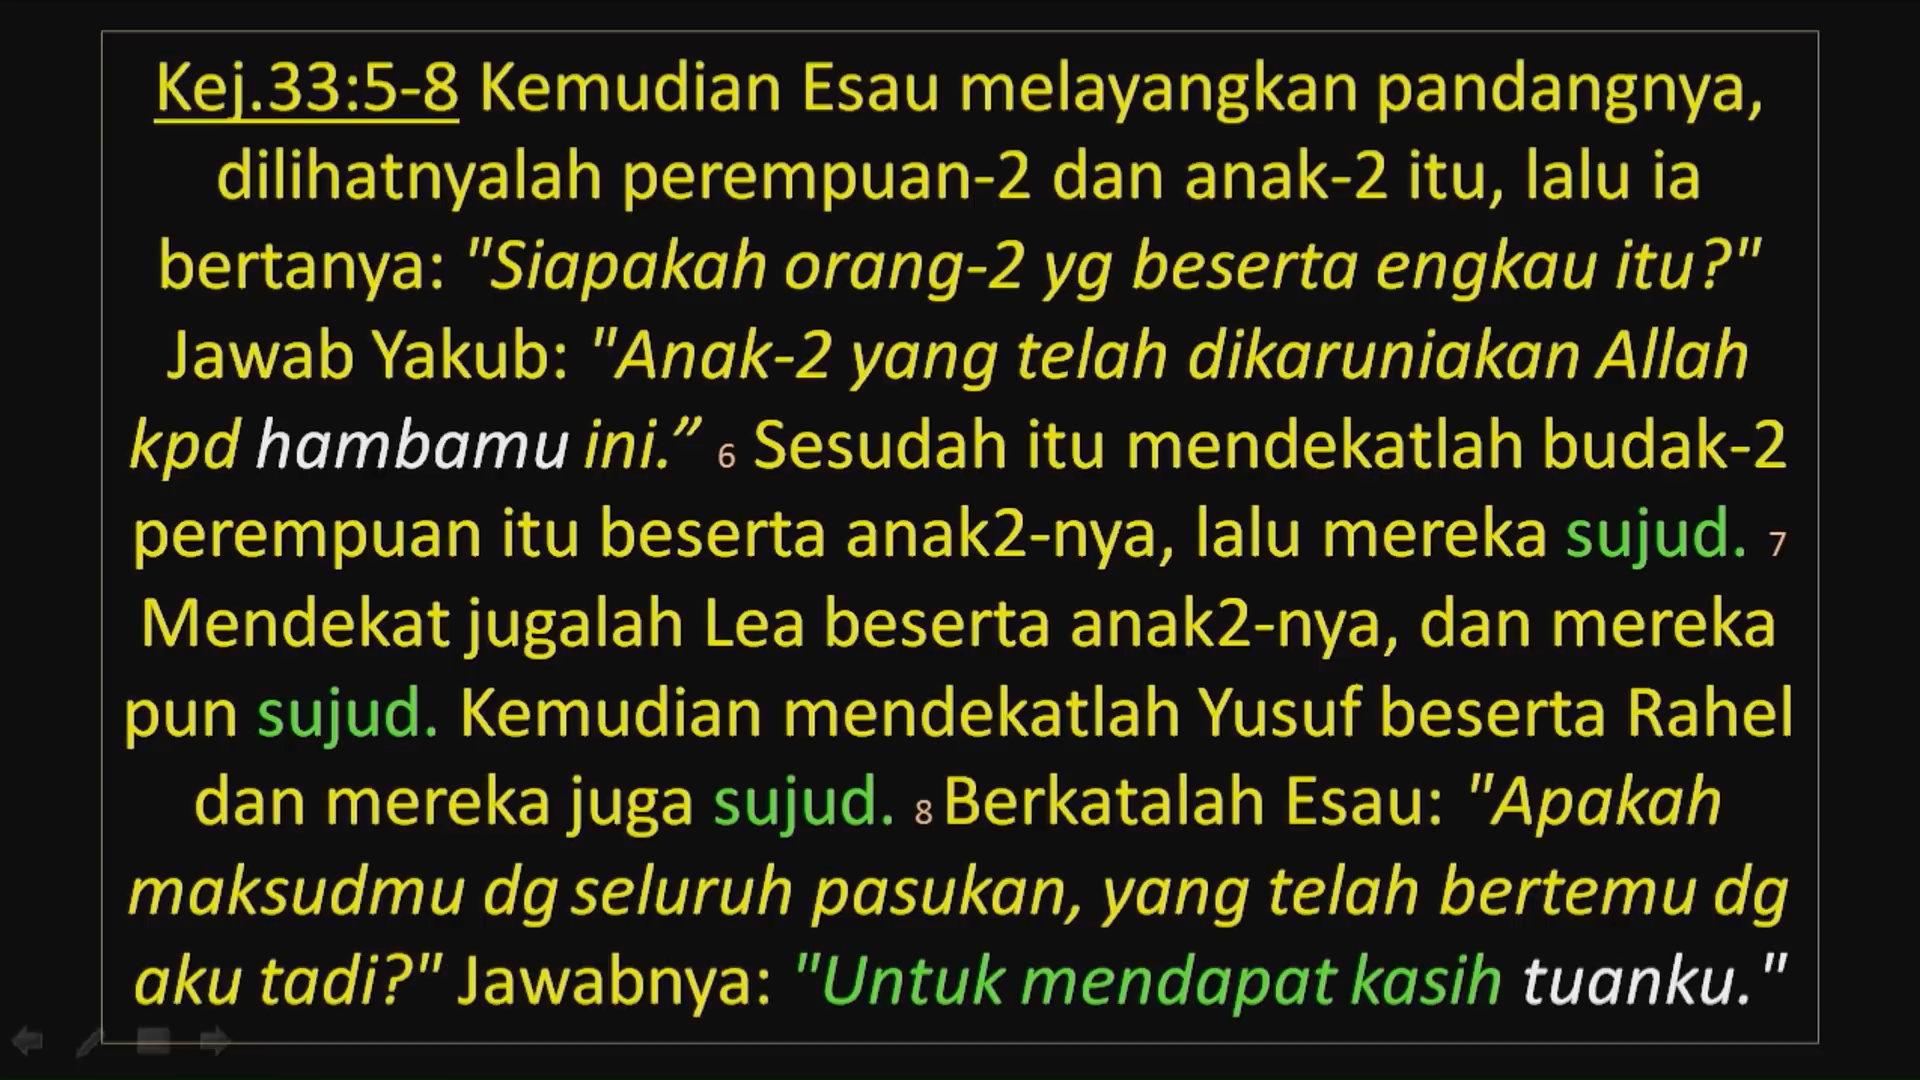 Kej.33:5-8 Kemudian Esau melayangkan pandangnya,
dilihatnyalah perempuan-2 dan anak-2 itu, lalu ia
bertanya: "Siapakah orang-2 yg beserta engkau itu?"
Jawab Yakub: "Anak-2 yang telah dikaruniakan Allah
kpd hambamu ini.” 6 Sesudah itu mendekatlah budak-2
perempuan itu beserta anak2-nya, lalu mereka sujud. 7
Mendekat jugalah Lea beserta anak2-nya, dan mereka
pun sujud. Kemudian mendekatlah Yusuf beserta Rahel
dan mereka juga sujud. 8 Berkatalah Esau: "Apakah
maksudmu dg seluruh pasukan, yang telah bertemu dg
aku tadi?" Jawabnya: "Untuk mendapat kasih tuanku."